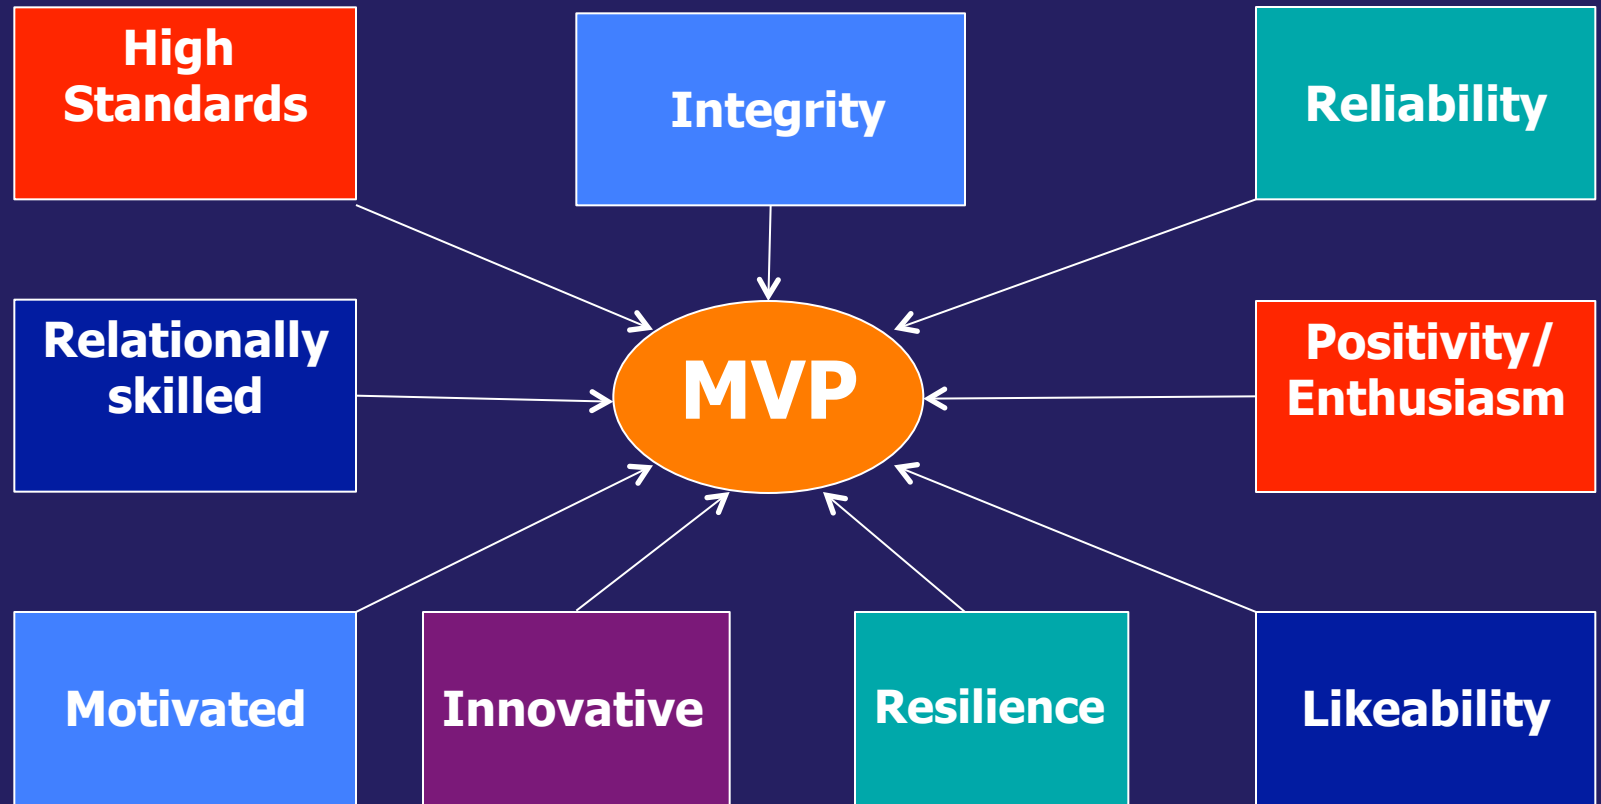 High
Standards
Integrity
Reliability
Relationally
skilled
MVP
Positivity/
Enthusiasm
Motivated
Innovative
Resilience
Likeability